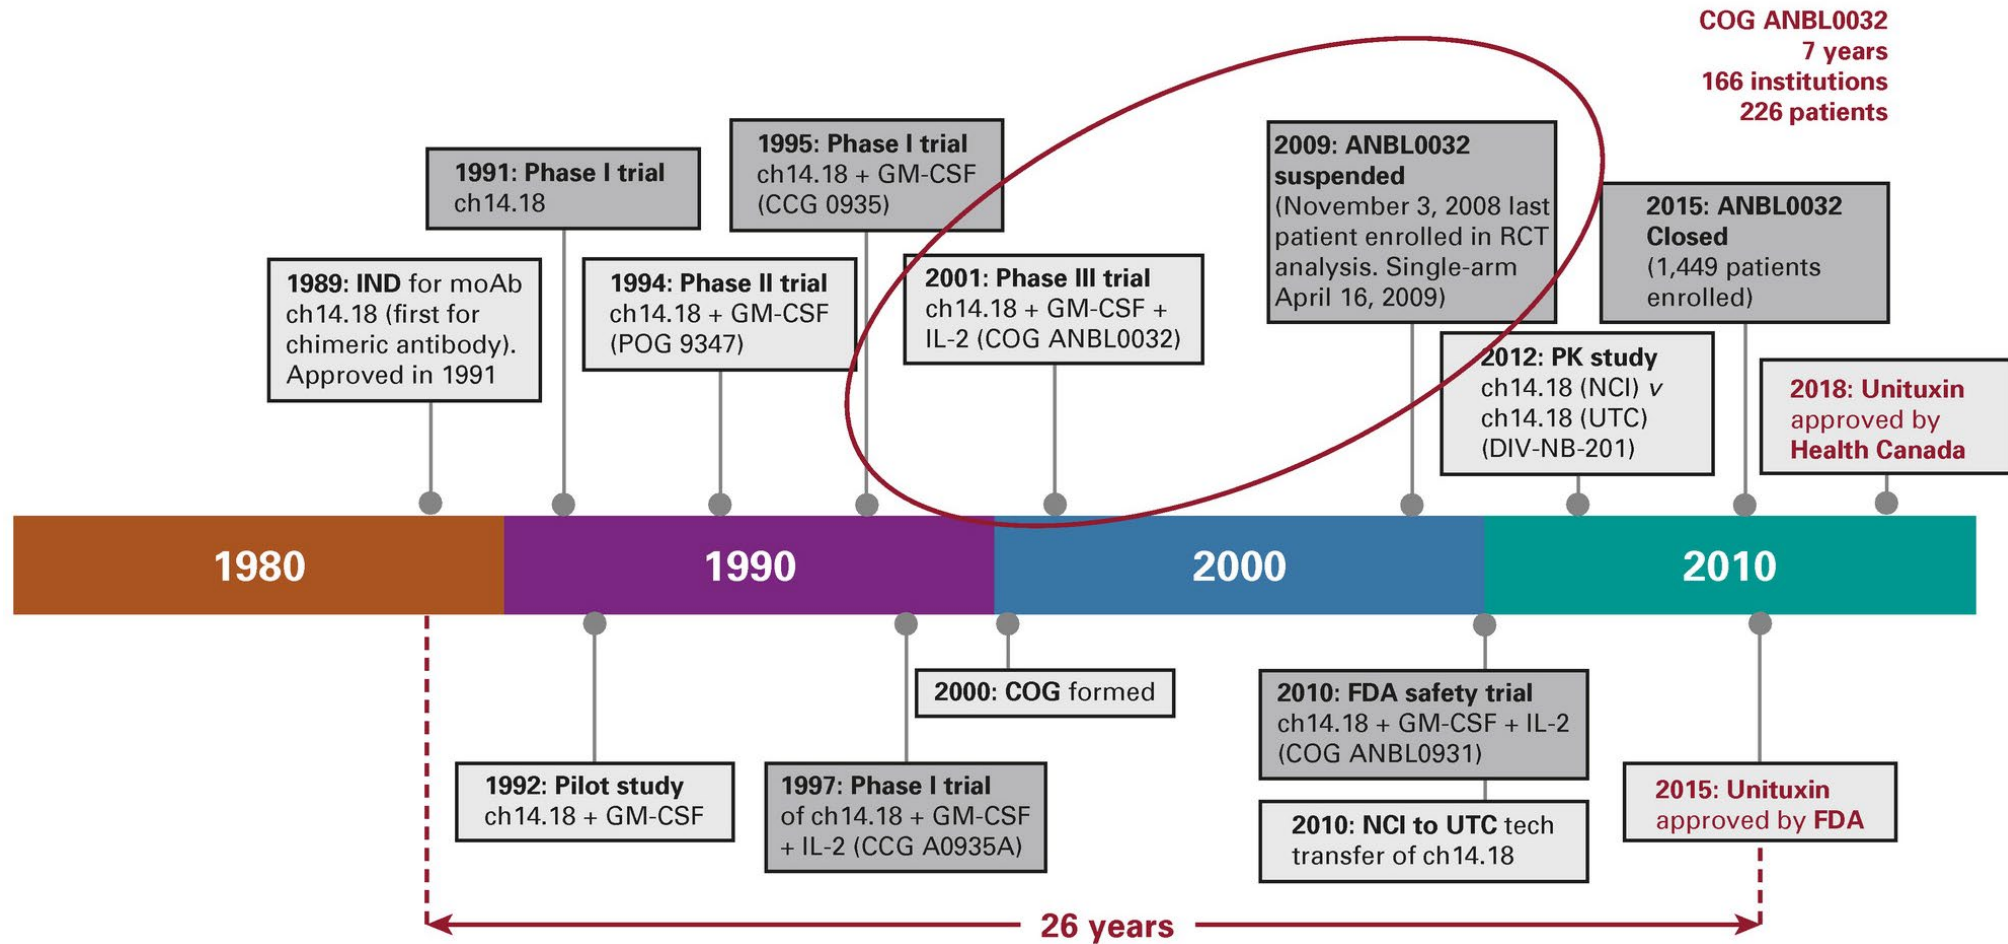 COG ANBL0032
7 years
166 institutions
226 patients
1995: Phase I trial
ch14.18 + GM-CSF
(CCG 0935)
2009: ANBL0032
suspended
(November 3, 2008 last
patient enrolled in RCT
analysis. Single-arm
April 16, 2009)
1991: Phase I trial
ch14.18
2015: ANBL0032
Closed
(1,449 patients
enrolled)
1989: IND for moAb
ch14.18 (first for
chimeric antibody).
Approved in 1991
1994: Phase II trial
ch14.18 + GM-CSF
(POG 9347)
2001: Phase III trial
ch14.18 + GM-CSF +
IL-2 (COG ANBL0032)
2012: PK study
ch14.18 (NCI) v
ch14.18 (UTC)
(DIV-NB-201)
2018: Unituxin
approved by
Health Canada
1980
1990
2000
2010
2000: COG formed
2010: FDA safety trial
ch14.18 + GM-CSF + IL-2
(COG ANBL0931)
1992: Pilot study
ch14.18 + GM-CSF
1997: Phase I trial
of ch14.18 + GM-CSF
+ IL-2 (CCG A0935A)
2010: NCI to UTC tech
transfer of ch14.18
2015: Unituxin
approved by FDA
26 years